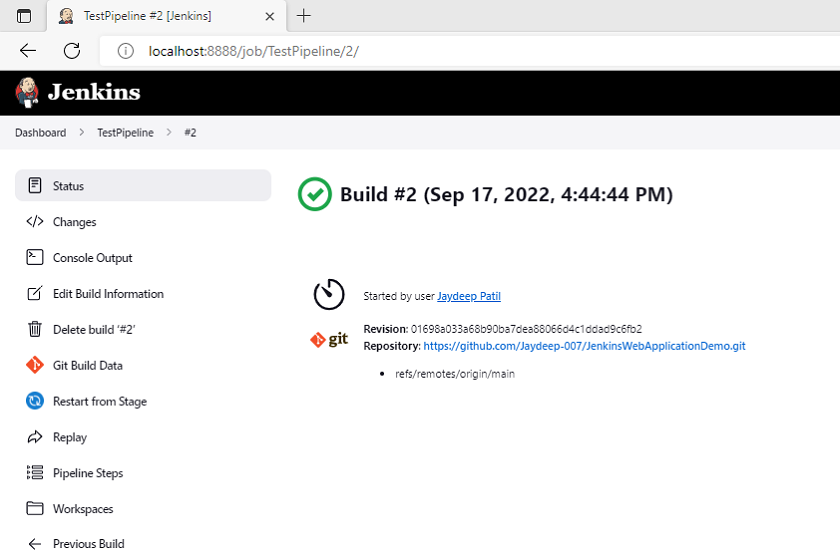 TestPipeline #2 [Jenkins]
localhost:8888/job/TestPipeline/2/
Jenkins
Dashboard > TestPipeline > #2
Status
Changes
Console Output
Edit Build Information
Delete build ‘#2’
Git Build Data
Restart from Stage
Replay
Pipeline Steps
Workspaces
Previous Build
Build #2 (Sep 17, 2022, 4:44:44 PM)
Started by user Jaydeep Patil
git
Revision: 01698a033a68b90ba7dea88066d4c1ddad9c6fb2
Repository: https://github.com/Jaydeep-007/JenkinsWebApplicationDemo.git
refs/remotes/origin/main